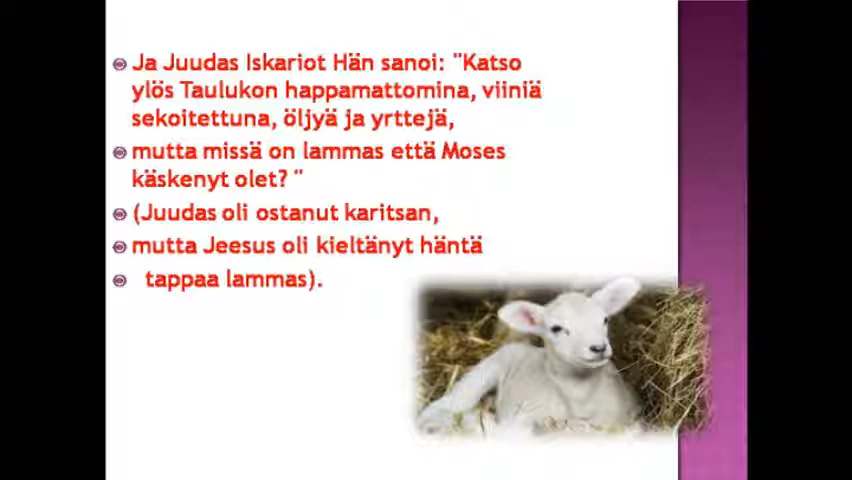 Ja Juudas Iskariot Hän sanoi: "Katso
ylös Taulukon happamattomina, viiniä
sekoitettuna, öljyä ja yrttejä,
mutta missä on lammas että Moses
käskenyt olet? "
(Juudas oli ostanut karitsan,
mutta Jeesus oli kieltänyt häntä
tappaa lammas).